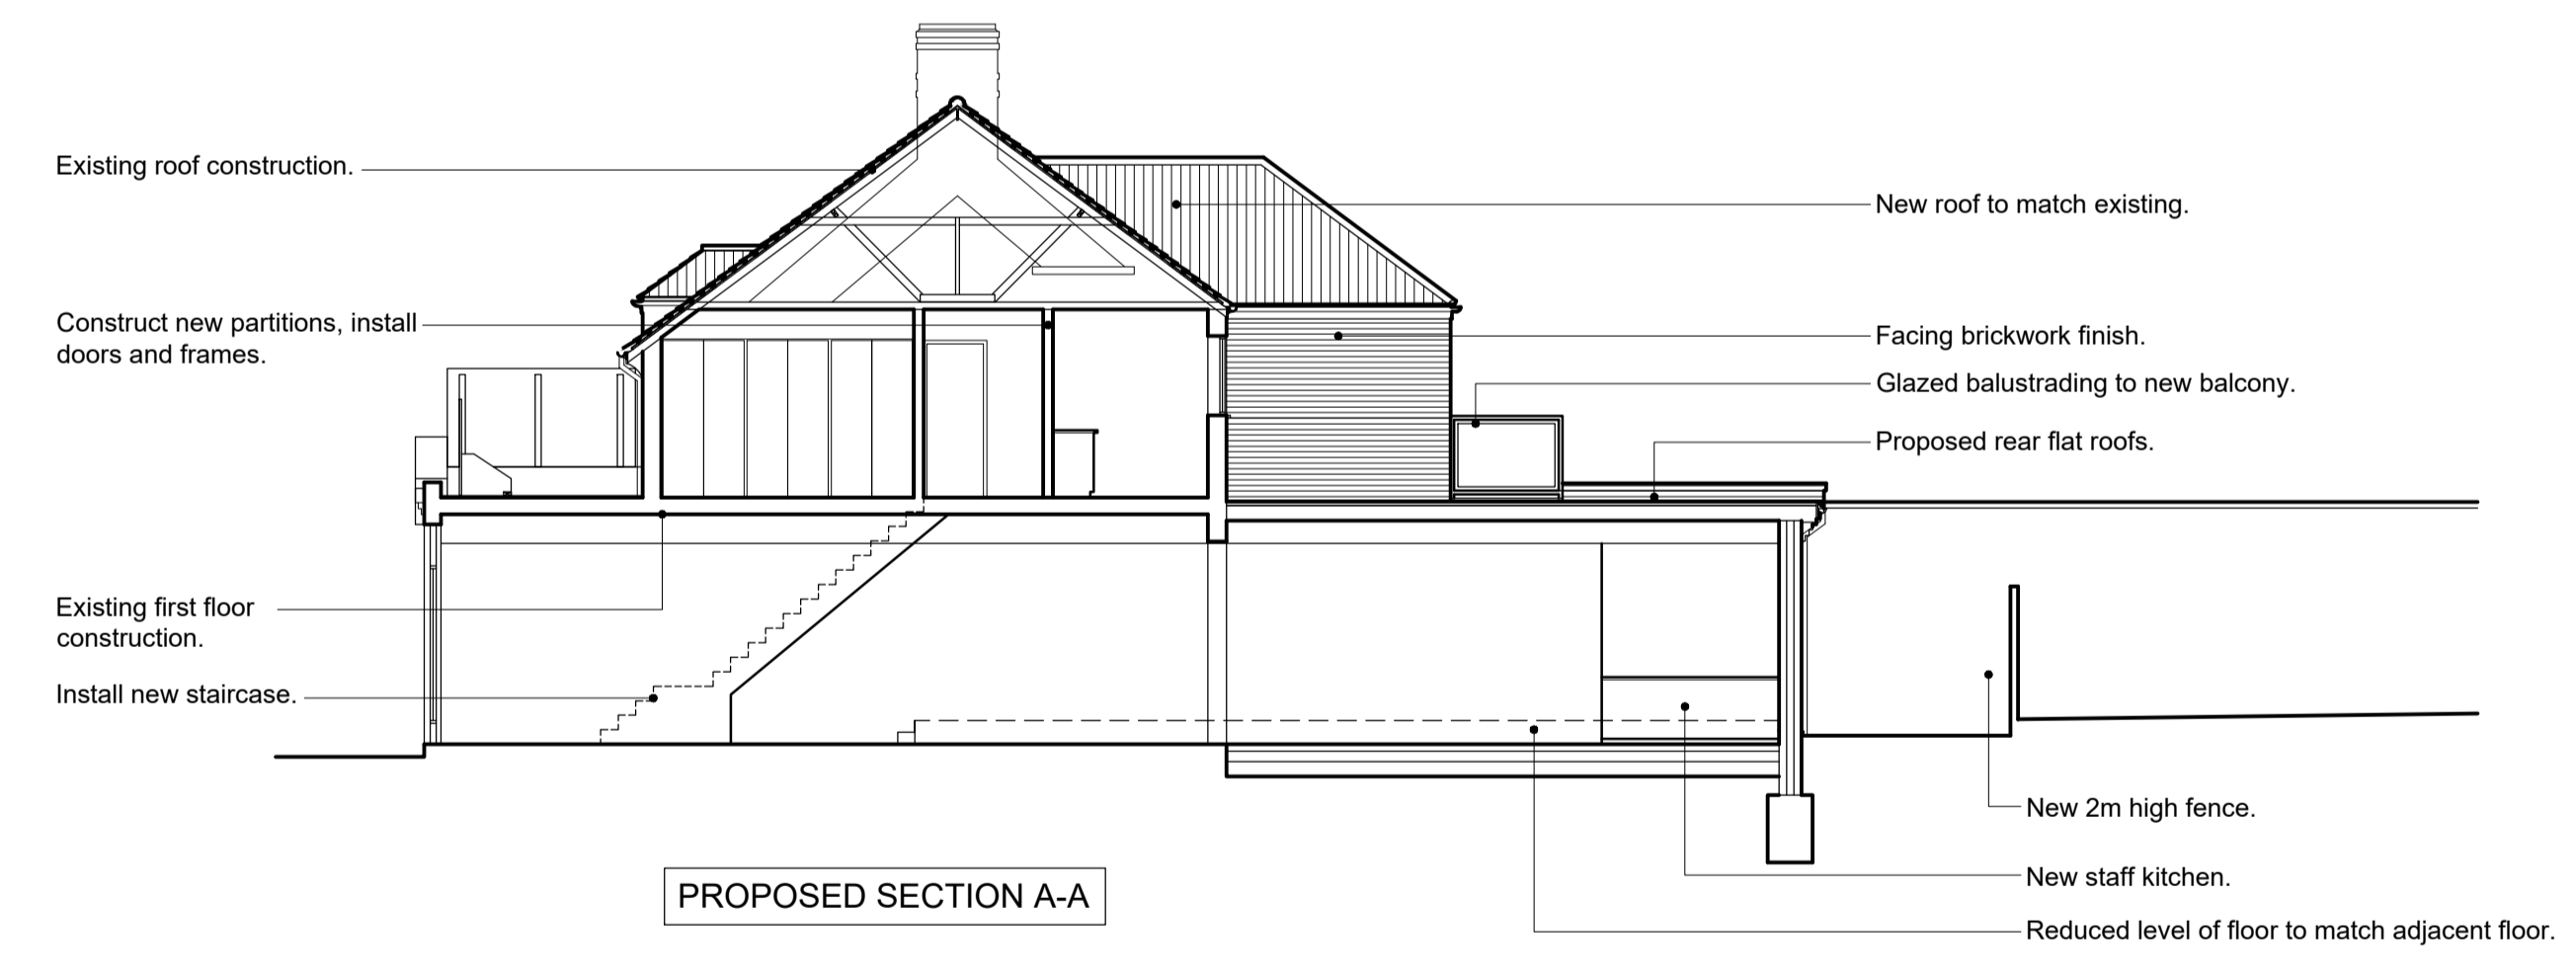 Existing roof construction.
Construct new partitions, install
doors and frames.
Existing first floor
construction.
Install new staircase.
New roof to match existing.
Facing brickwork finish.
Glazed balustrading to new balcony.
Proposed rear flat roofs.
New 2m high fence.
New staff kitchen.
Reduced level of floor to match adjacent floor.
PROPOSED SECTION A-A